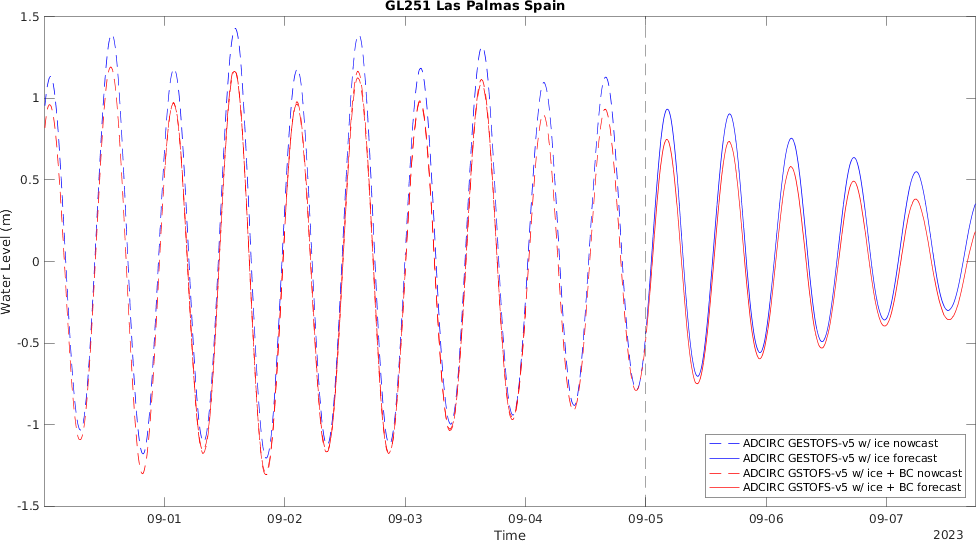 GL251 Las Palmas Spain
1.5
1
0.5
0
-0.5
-1
-1.5
Water Level (m)
ADCIRC GESTOFS-v5 w/ ice nowcast
ADCIRC GESTOFS-v5 w/ ice forecast
ADCIRC GSTOFS-v5 w/ ice + BC nowcast
ADCIRC GSTOFS-v5 w/ ice + BC forecast
09-01 09-02 09-03 09-04 09-05 09-06 09-07
Time
2023